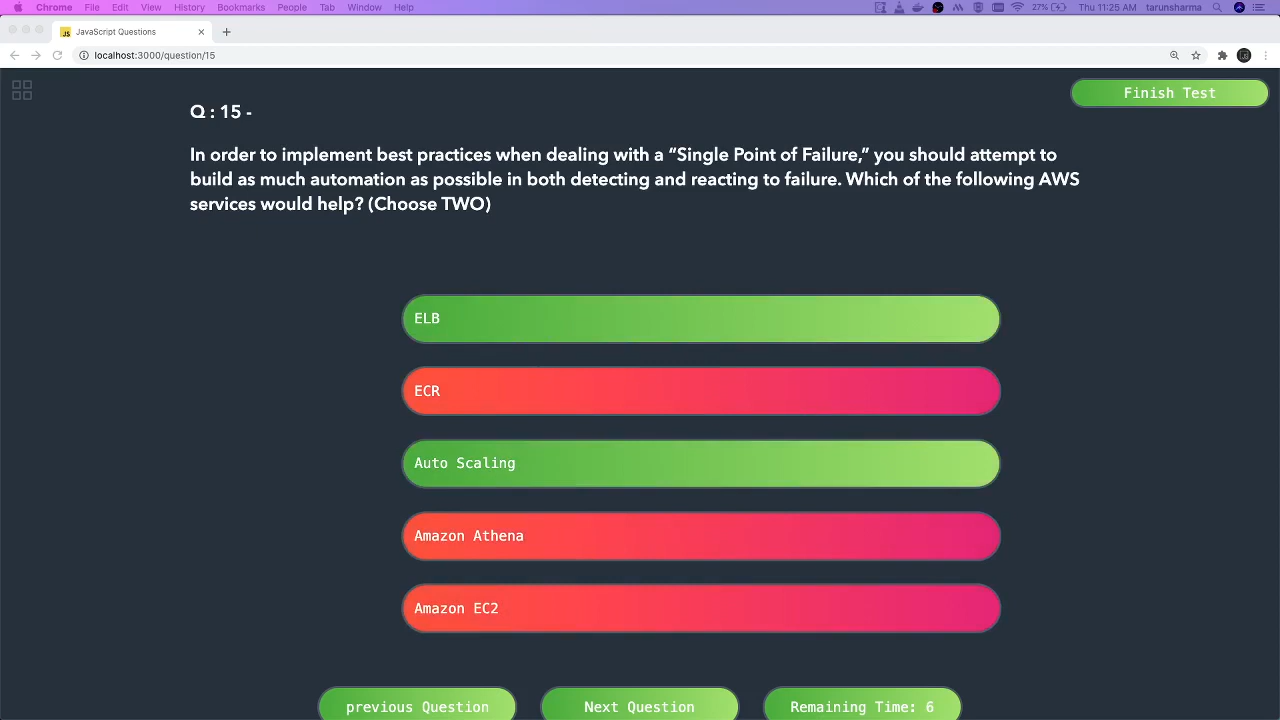 Chrome File Edit View History Bookmarks People Tab Window Help 27% Thu 11:25 AM tarunsharma
JS JavaScript Questions
localhost:3000/question/15
Finish Test
Q : 15 -
In order to implement best practices when dealing with a “Single Point of Failure,” you should attempt to
build as much automation as possible in both detecting and reacting to failure. Which of the following AWS
services would help? (Choose TWO)
ELB
ECR
Auto Scaling
Amazon Athena
Amazon EC2
previous Question Next Question Remaining Time: 6